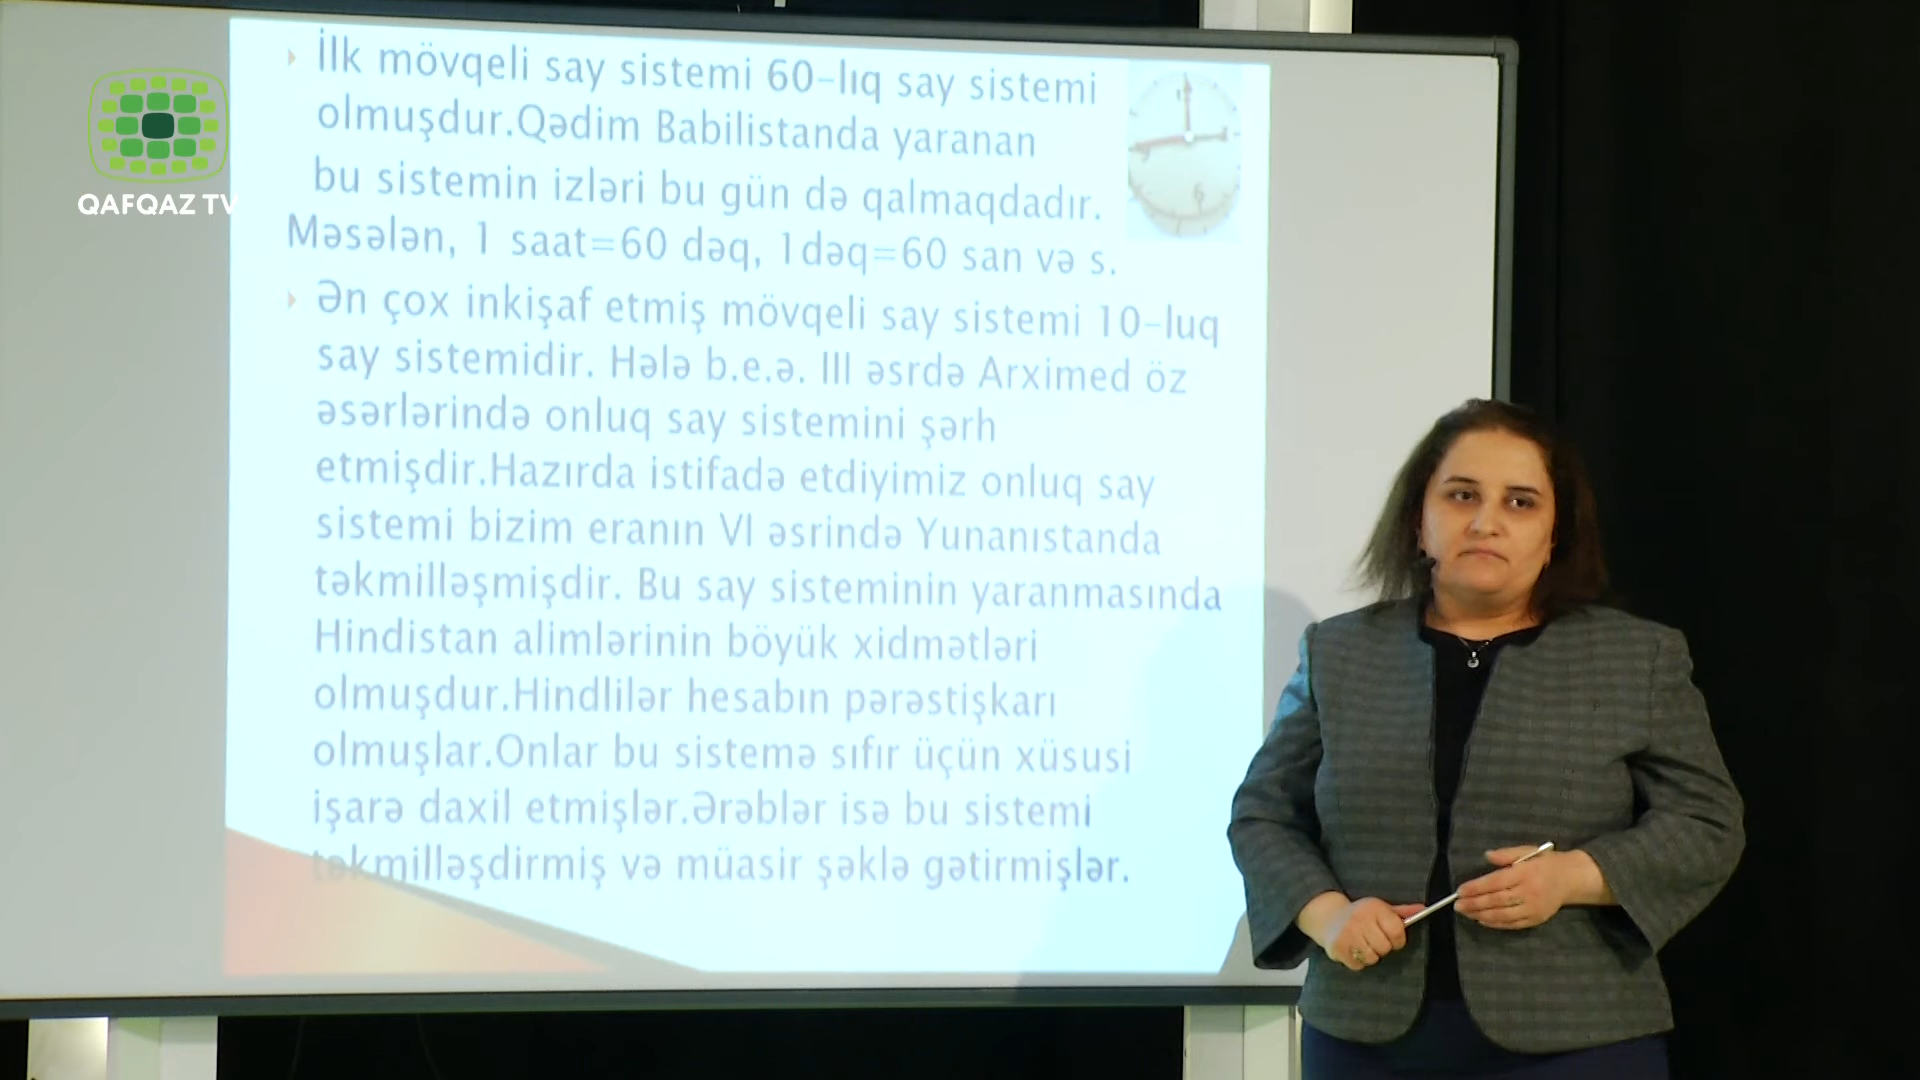 İlk mövqeli say sistemi 60-lıq say sistemi
olmuşdur.Qədim Babilistanda yaranan
bu sistemin izləri bu gün də qalmaqdadır.
Məsələn, 1 saat=60 dəq, 1dəq=60 san və s.
Ən çox inkişaf etmiş mövqeli say sistemi 10-luq
say sistemidir. Hələ b.e.ə. III əsrdə Arximed öz
əsərlərində onluq say sistemini şərh
etmişdir.Hazırda istifadə etdiyimiz onluq say
sistemi bizim eranın VI əsrində Yunanıstanda
təkmilləşmişdir. Bu say sisteminin yaranmasında
Hindistan alimlərinin böyük xidmətləri
olmuşdur.Hindlilər hesabın pərəstişkarı
olmuşlar.Onlar bu sistemə sıfır üçün xüsusi
işarə daxil etmişlər.Ərəblər isə bu sistemi
təkmilləşdirmiş və müasir şəklə gətirmişlər.
QAFQAZ TV